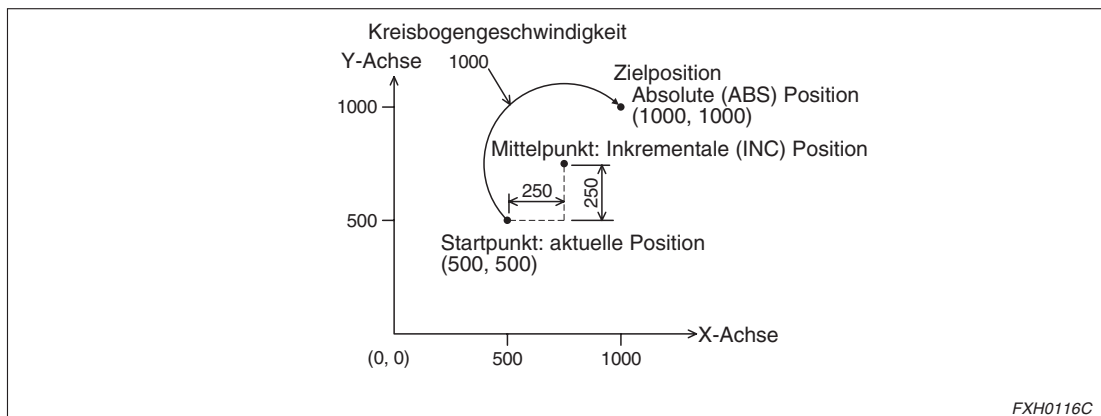 Kreisbogengeschwindigkeit
Y-Achse
1000
Zielposition
Absolute (ABS) Position
(1000, 1000)
1000
Mittelpunkt: Inkrementale (INC) Position
250
250
500
Startpunkt: aktuelle Position
(500, 500)
X-Achse
(0, 0)
500
1000
FXH0116C